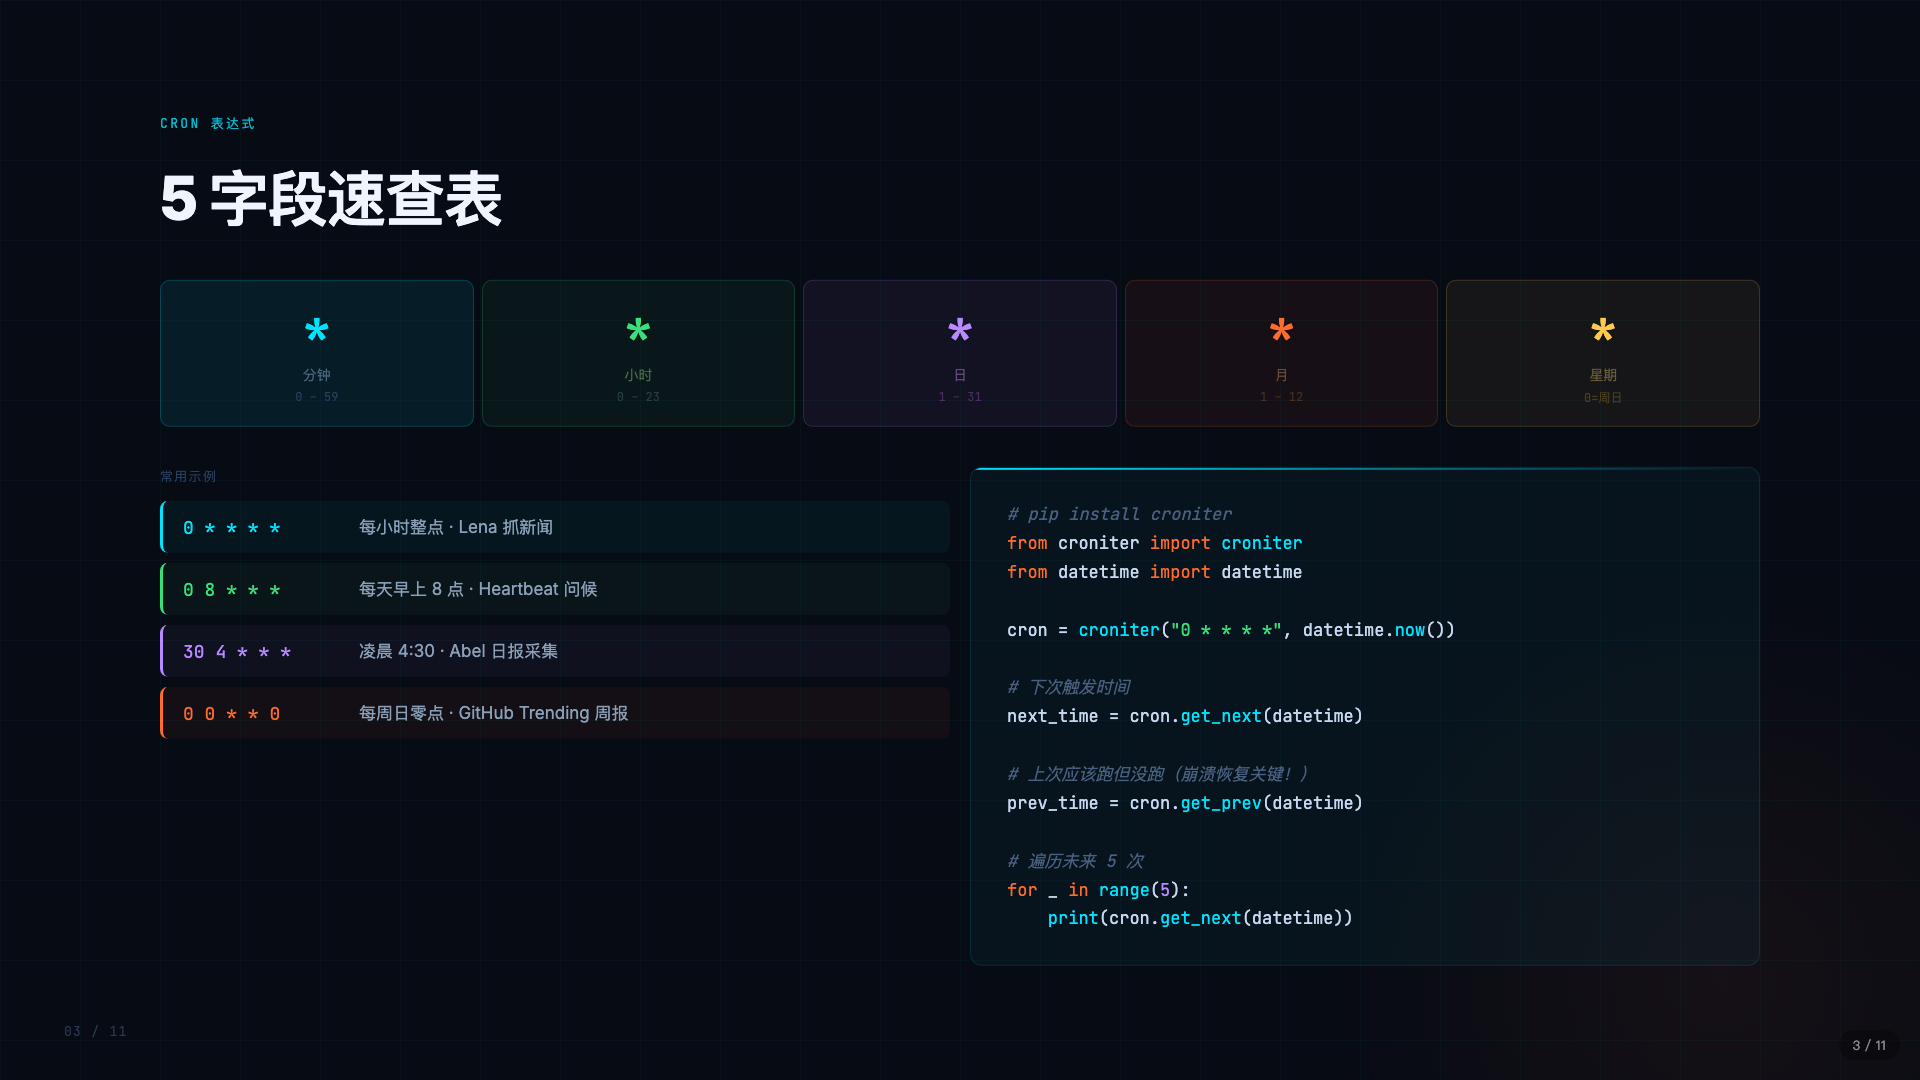 CRON 表达式
5 字段速查表
*
分钟
0 – 59
*
小时
0 – 23
*
日
1 – 31
*
月
1 – 12
*
星期
0=周日
常用示例
0 * * * *
每小时整点 · Lena 抓新闻
0 8 * * *
每天早上 8 点 · Heartbeat 问候
30 4 * * *
凌晨 4:30 · Abel 日报采集
0 0 * * 0
每周日零点 · GitHub Trending 周报
# pip install croniter
from croniter import croniter
from datetime import datetime
cron = croniter("0 * * * *", datetime.now())
# 下次触发时间
next_time = cron.get_next(datetime)
# 上次应该跑但没跑（崩溃恢复关键！）
prev_time = cron.get_prev(datetime)
# 遍历未来 5 次
for _ in range(5):
    print(cron.get_next(datetime))
03 / 11
3 / 11